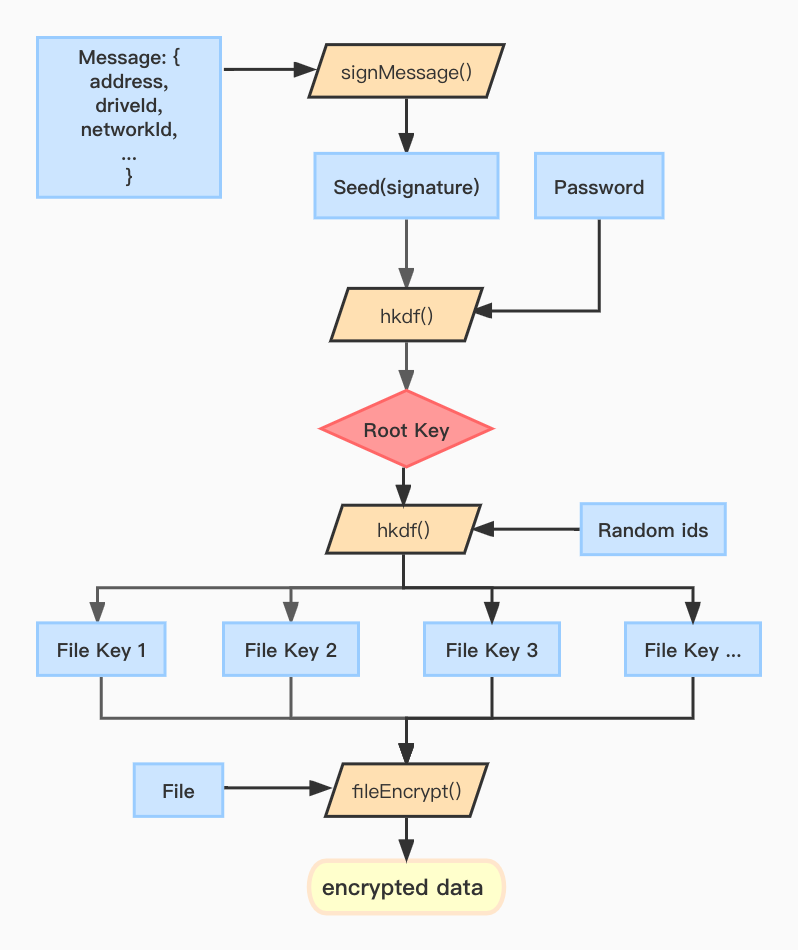 Message: {
address,
driveId,
networkId,
...
}
signMessage()
Seed(signature)
Password
hkdf()
Root Key
hkdf()
Random ids
File Key 1
File Key 2
File Key 3
File Key ...
File
fileEncrypt()
encrypted data